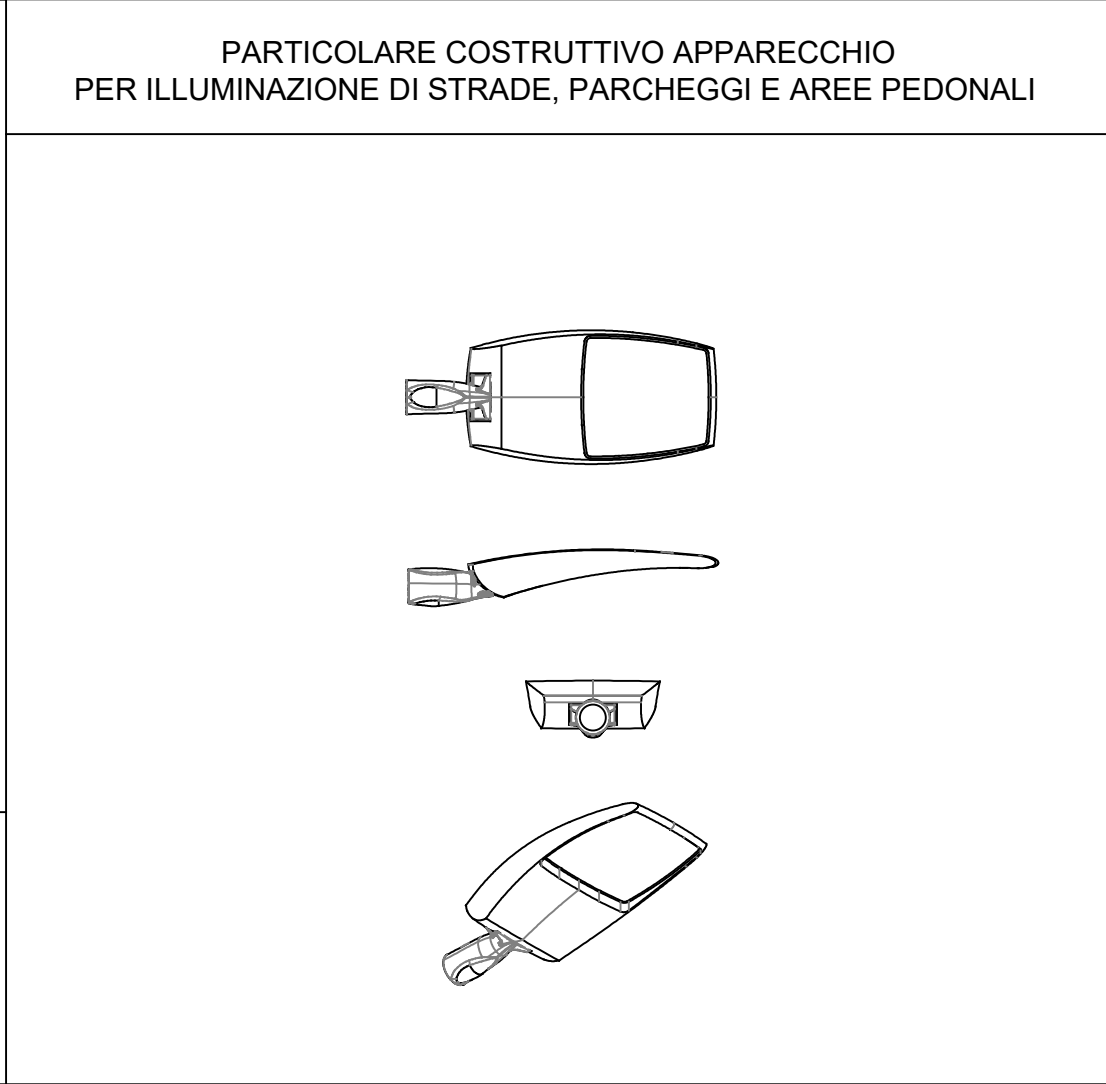 PARTICOLARE COSTRUTTIVO APPARECCHIO
PER ILLUMINAZIONE DI STRADE, PARCHEGGI E AREE PEDONALI